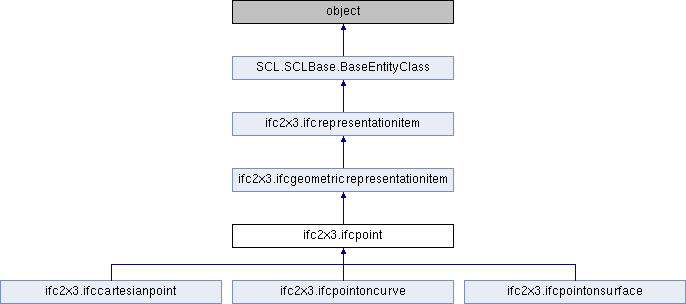 object
SCL.SCLBase.BaseEntityClass
ifc2x3.ifcrepresentationitem
ifc2x3.ifcgeometricrepresentationitem
ifc2x3.ifcpoint
ifc2x3.ifccartesianpoint
ifc2x3.ifcpointoncurve
ifc2x3.ifcpointonsurface